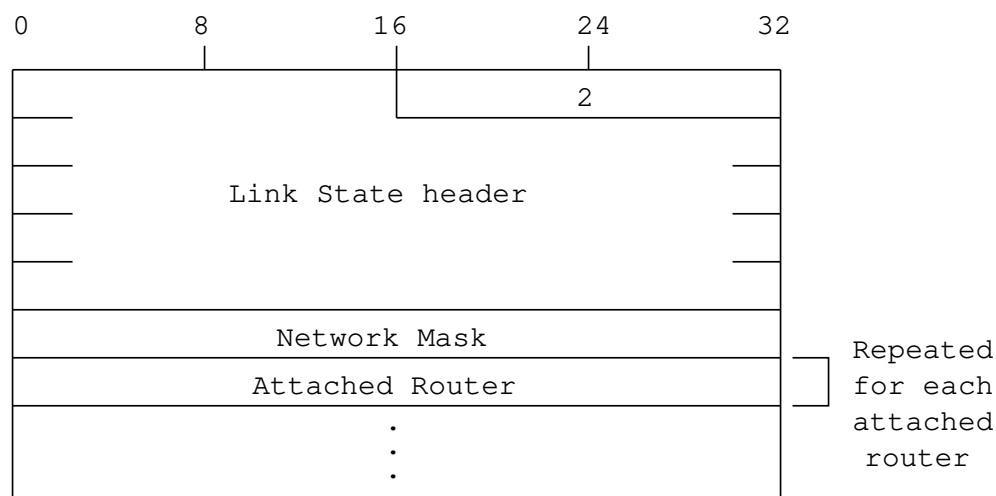 0 8 16 24 32
2
Link State header
Network Mask
Attached Router
Repeated
for each
attached
router